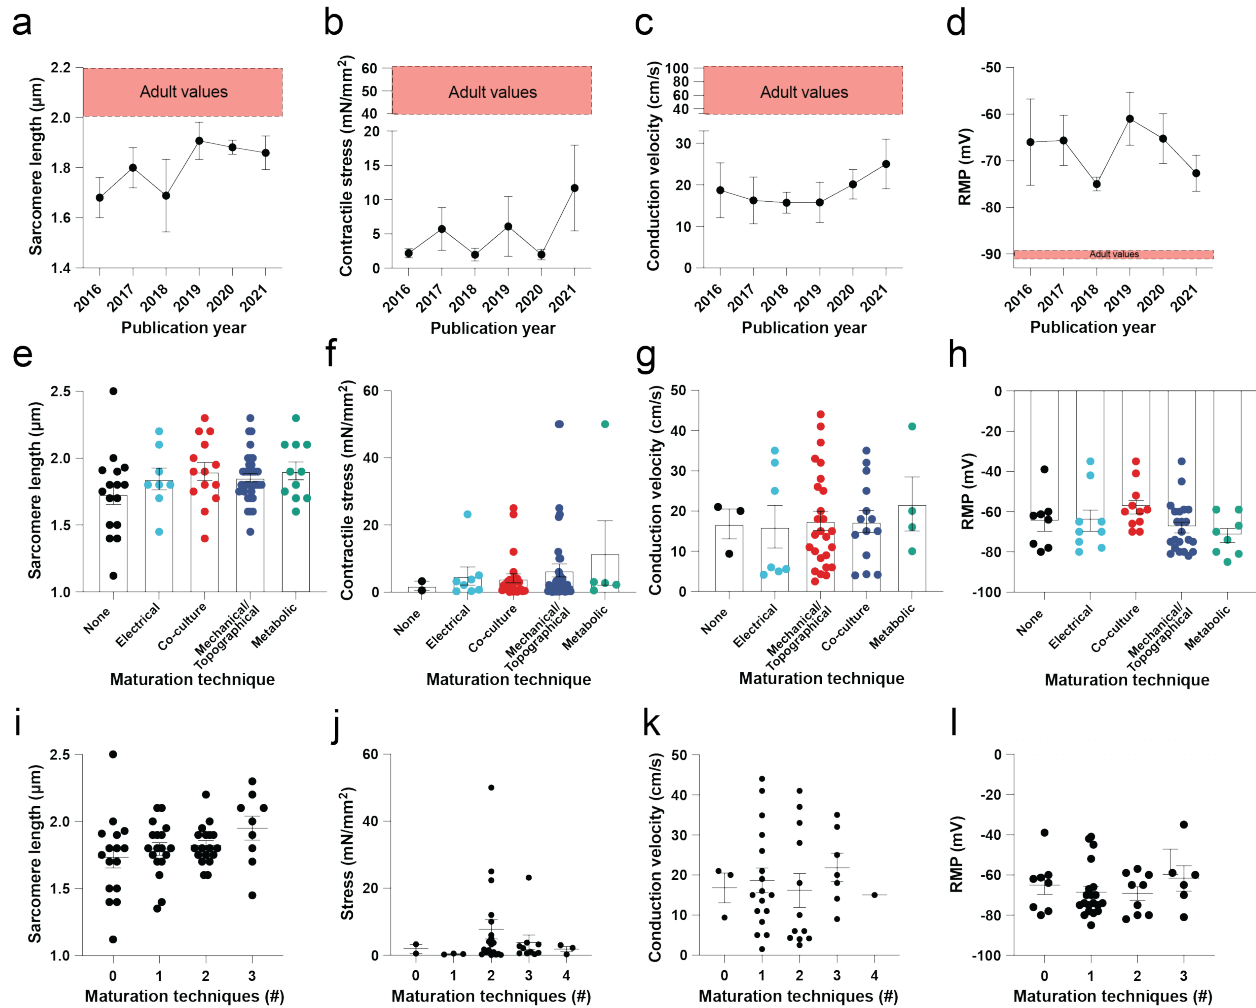 a
Sarcomere length (µm)
2.2
2.0
1.8
1.6
1.4
Adult values
2016
2017
2018
2019
2020
2021
Publication year
b
Contractile stress (mN/mm²)
60
50
40
20
15
10
5
0
Adult values
2016
2017
2018
2019
2020
2021
Publication year
c
Conduction velocity (cm/s)
100
80
60
40
30
20
10
0
Adult values
2016
2017
2018
2019
2020
2021
Publication year
d
RMP (mV)
-50
-60
-70
-80
-90
Adult values
2016
2017
2018
2019
2020
2021
Publication year
e
Sarcomere length (µm)
2.5
2.0
1.5
1.0
None
Electrical
Co-culture
Mechanical/
Topographical
Metabolic
Maturation technique
f
Contractile stress (mN/mm²)
60
40
20
0
None
Electrical
Co-culture
Mechanical/
Topographical
Metabolic
Maturation technique
g
Conduction velocity (cm/s)
50
40
30
20
10
0
None
Electrical
Mechanical/
Topographical
Co-culture
Metabolic
Maturation technique
h
RMP (mV)
0
-20
-40
-60
-80
-100
None
Electrical
Co-culture
Mechanical/
Topographical
Metabolic
Maturation technique
i
Sarcomere length (µm)
2.5
2.0
1.5
1.0
0
1
2
3
Maturation techniques (#)
j
Stress (mN/mm²)
60
40
20
0
0
1
2
3
4
Maturation techniques (#)
k
Conduction velocity (cm/s)
50
40
30
20
10
0
0
1
2
3
4
Maturation techniques (#)
l
RMP (mV)
0
-20
-40
-60
-80
-100
0
1
2
3
Maturation techniques (#)